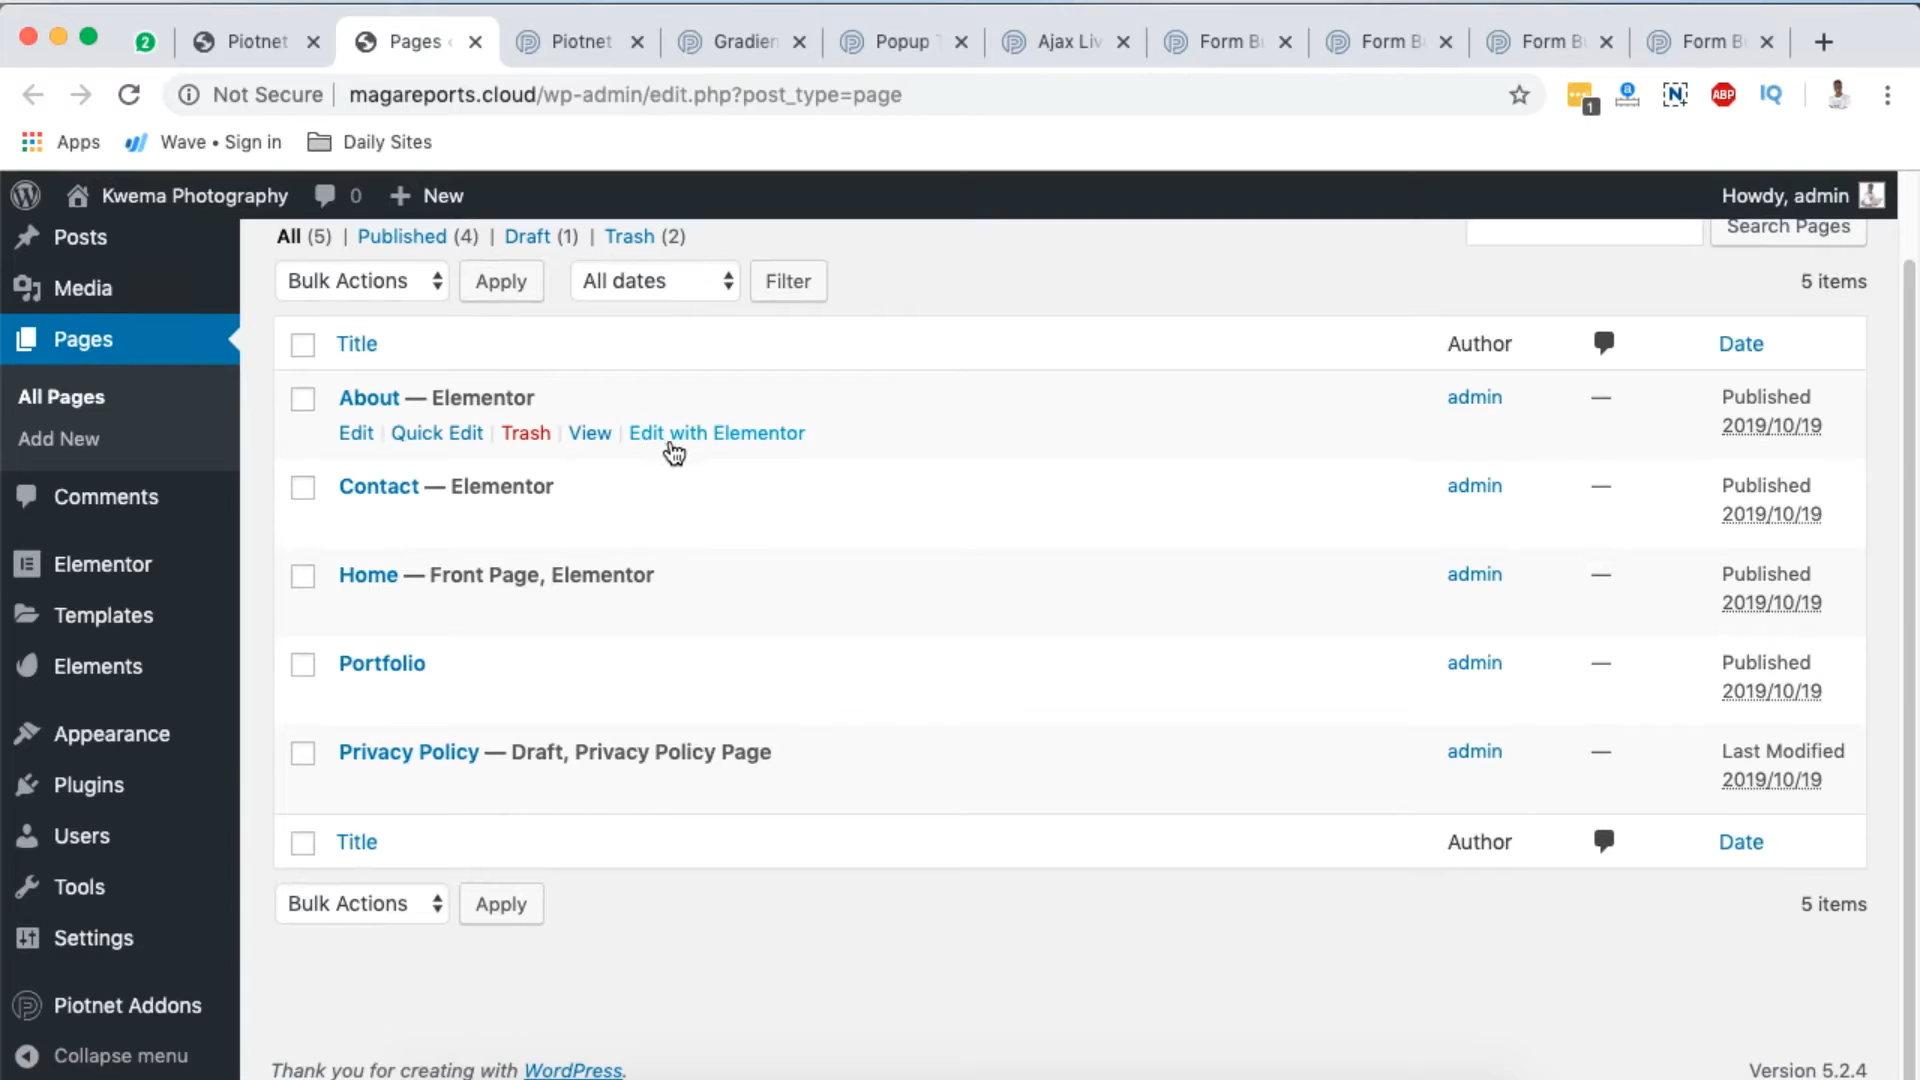 2 Piotnet Pages Piotnet Gradien Popup T Ajax Liv Form B Form B Form B Form B
Not Secure magareports.cloud/wp-admin/edit.php?post_type=page 1 ABP IQ
Apps Wave • Sign in Daily Sites
Kwema Photography 0 New Howdy, admin
Posts
Media
Pages
All Pages
Add New
Comments
Elementor
Templates
Elements
Appearance
Plugins
Users
Tools
Settings
Piotnet Addons
Collapse menu
All (5) | Published (4) | Draft (1) | Trash (2) Search Pages
Bulk Actions Apply All dates Filter 5 items
Title Author Date
About — Elementor admin — Published
2019/10/19
Edit | Quick Edit | Trash | View | Edit with Elementor
Contact — Elementor admin — Published
2019/10/19
Home — Front Page, Elementor admin — Published
2019/10/19
Portfolio admin — Published
2019/10/19
Privacy Policy — Draft, Privacy Policy Page admin — Last Modified
2019/10/19
Title Author Date
Bulk Actions Apply 5 items
Thank you for creating with WordPress. Version 5.2.4